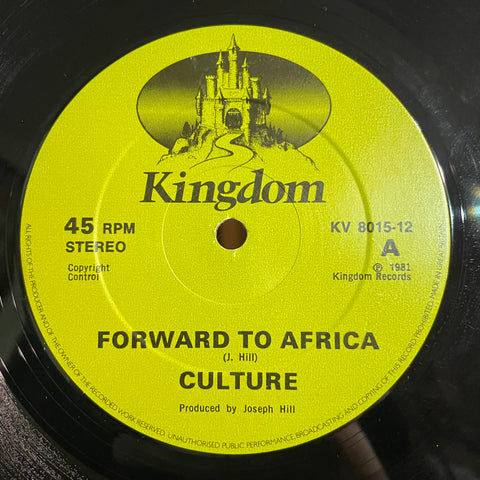 Kingdom
45 RPM
STEREO
KV 8015-12
A
Copyright
Control
℗ 1981
Kingdom Records
FORWARD TO AFRICA
(J. Hill)
CULTURE
Produced by Joseph Hill
ALL RIGHTS OF THE PRODUCER AND OF THE OWNER OF THE RECORDED WORK RESERVED. UNAUTHORISED PUBLIC PERFORMANCE, BROADCASTING AND COPYING OF THIS RECORD PROHIBITED. MADE IN GREAT BRITAIN